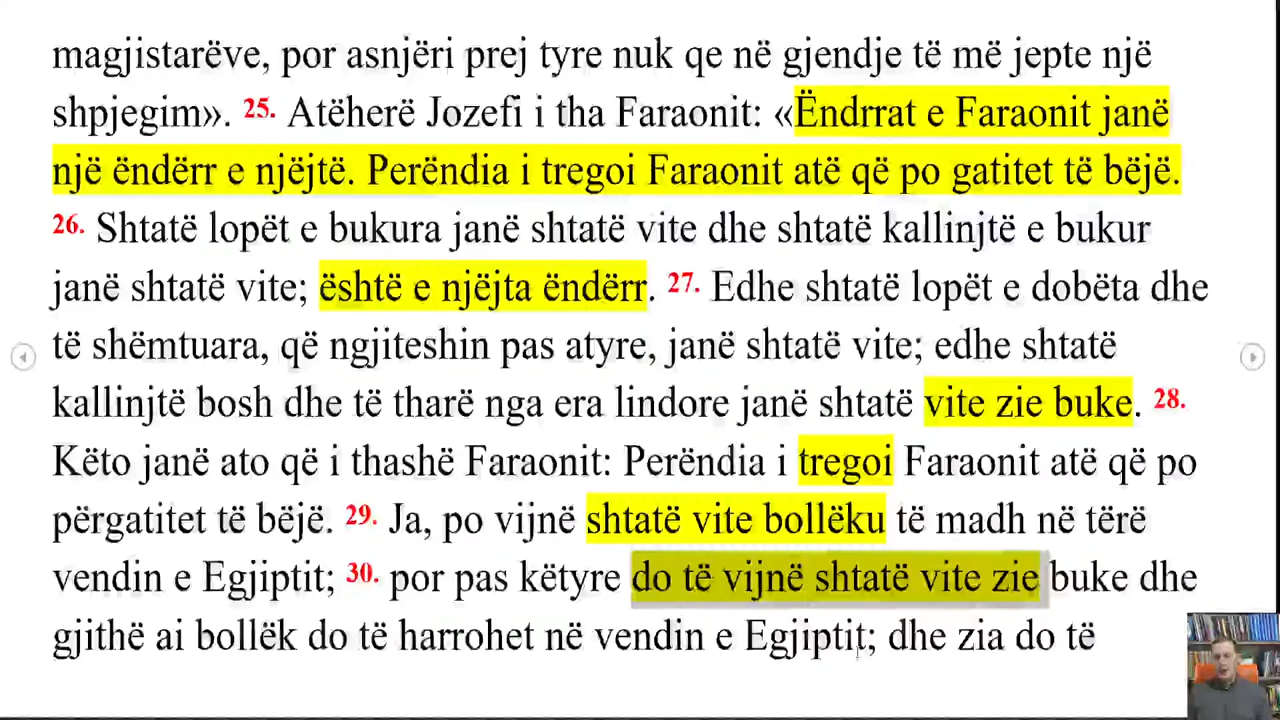 magjistarëve, por asnjëri prej tyre nuk qe në gjendje të më jepte një
shpjegim». 25. Atëherë Jozefi i tha Faraonit: «Ëndrrat e Faraonit janë
një ëndërr e njëjtë. Perëndia i tregoi Faraonit atë që po gatitet të bëjë.
26. Shtatë lopët e bukura janë shtatë vite dhe shtatë kallinjtë e bukur
janë shtatë vite; është e njëjta ëndërr. 27. Edhe shtatë lopët e dobëta dhe
të shëmtuara, që ngjiteshin pas atyre, janë shtatë vite; edhe shtatë
kallinjtë bosh dhe të tharë nga era lindore janë shtatë vite zie buke. 28.
Këto janë ato që i thashë Faraonit: Perëndia i tregoi Faraonit atë që po
përgatitet të bëjë. 29. Ja, po vijnë shtatë vite bollëku të madh në tërë
vendin e Egjiptit; 30. por pas këtyre do të vijnë shtatë vite zie buke dhe
gjithë ai bollëk do të harrohet në vendin e Egjiptit; dhe zia do të